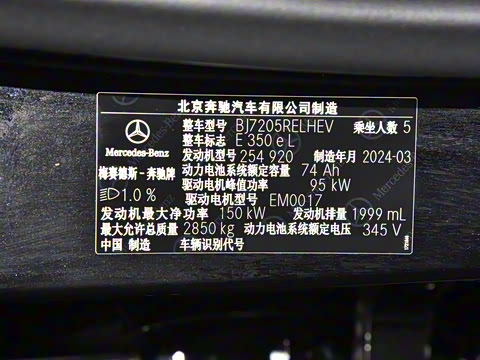 北京奔驰汽车有限公司制造
整车型号 BJ7205RELHEV 乘坐人数 5
整车标志 E 350 e L
Mercedes-Benz
发动机型号 254 920 制造年月 2024-03
梅赛德斯-奔驰牌 动力电池系统额定容量 74 Ah
驱动电机峰值功率 95 kW
1.0 % 驱动电机型号 EM0017
发动机最大净功率 150 kW 发动机排量 1999 mL
最大允许总质量 2850 kg 动力电池系统额定电压 345 V
中国 制造 车辆识别代号